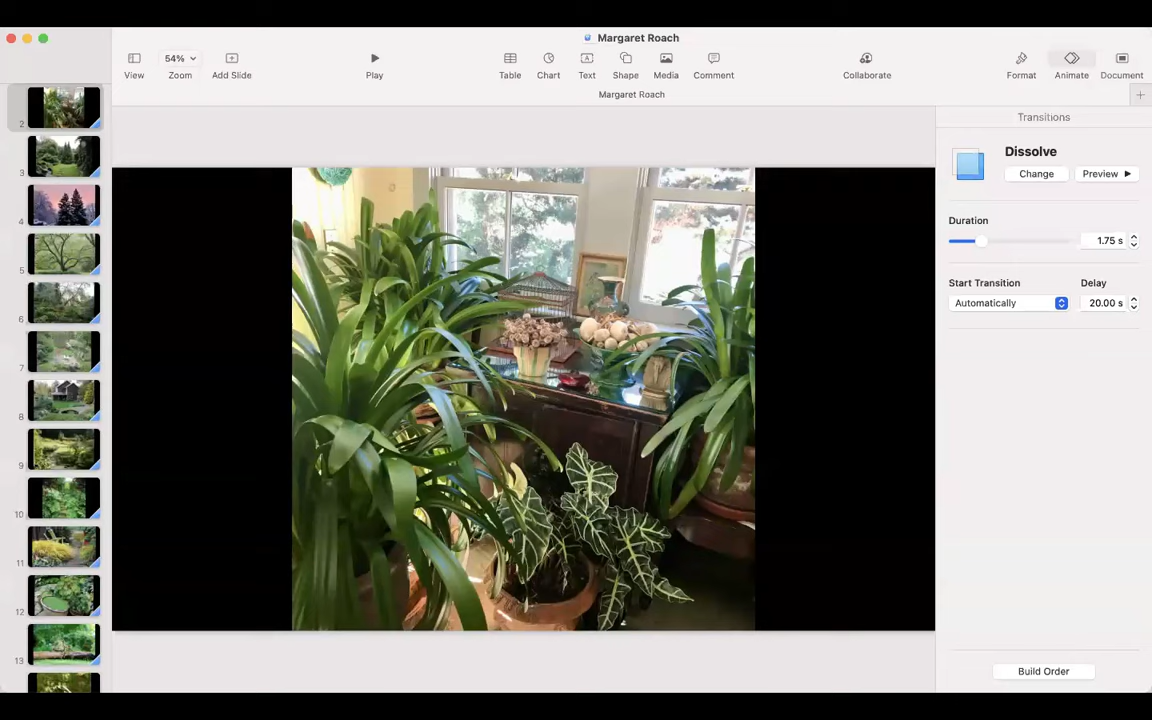 Margaret Roach
54%
View
Zoom
Add Slide
Play
Table
Chart
Text
Shape
Media
Comment
Collaborate
Format
Animate
Document
Margaret Roach
Transitions
Dissolve
Change
Preview
Duration
1.75 s
Start Transition
Delay
Automatically
20.00 s
Build Order
2
3
4
5
6
7
8
9
10
11
12
13